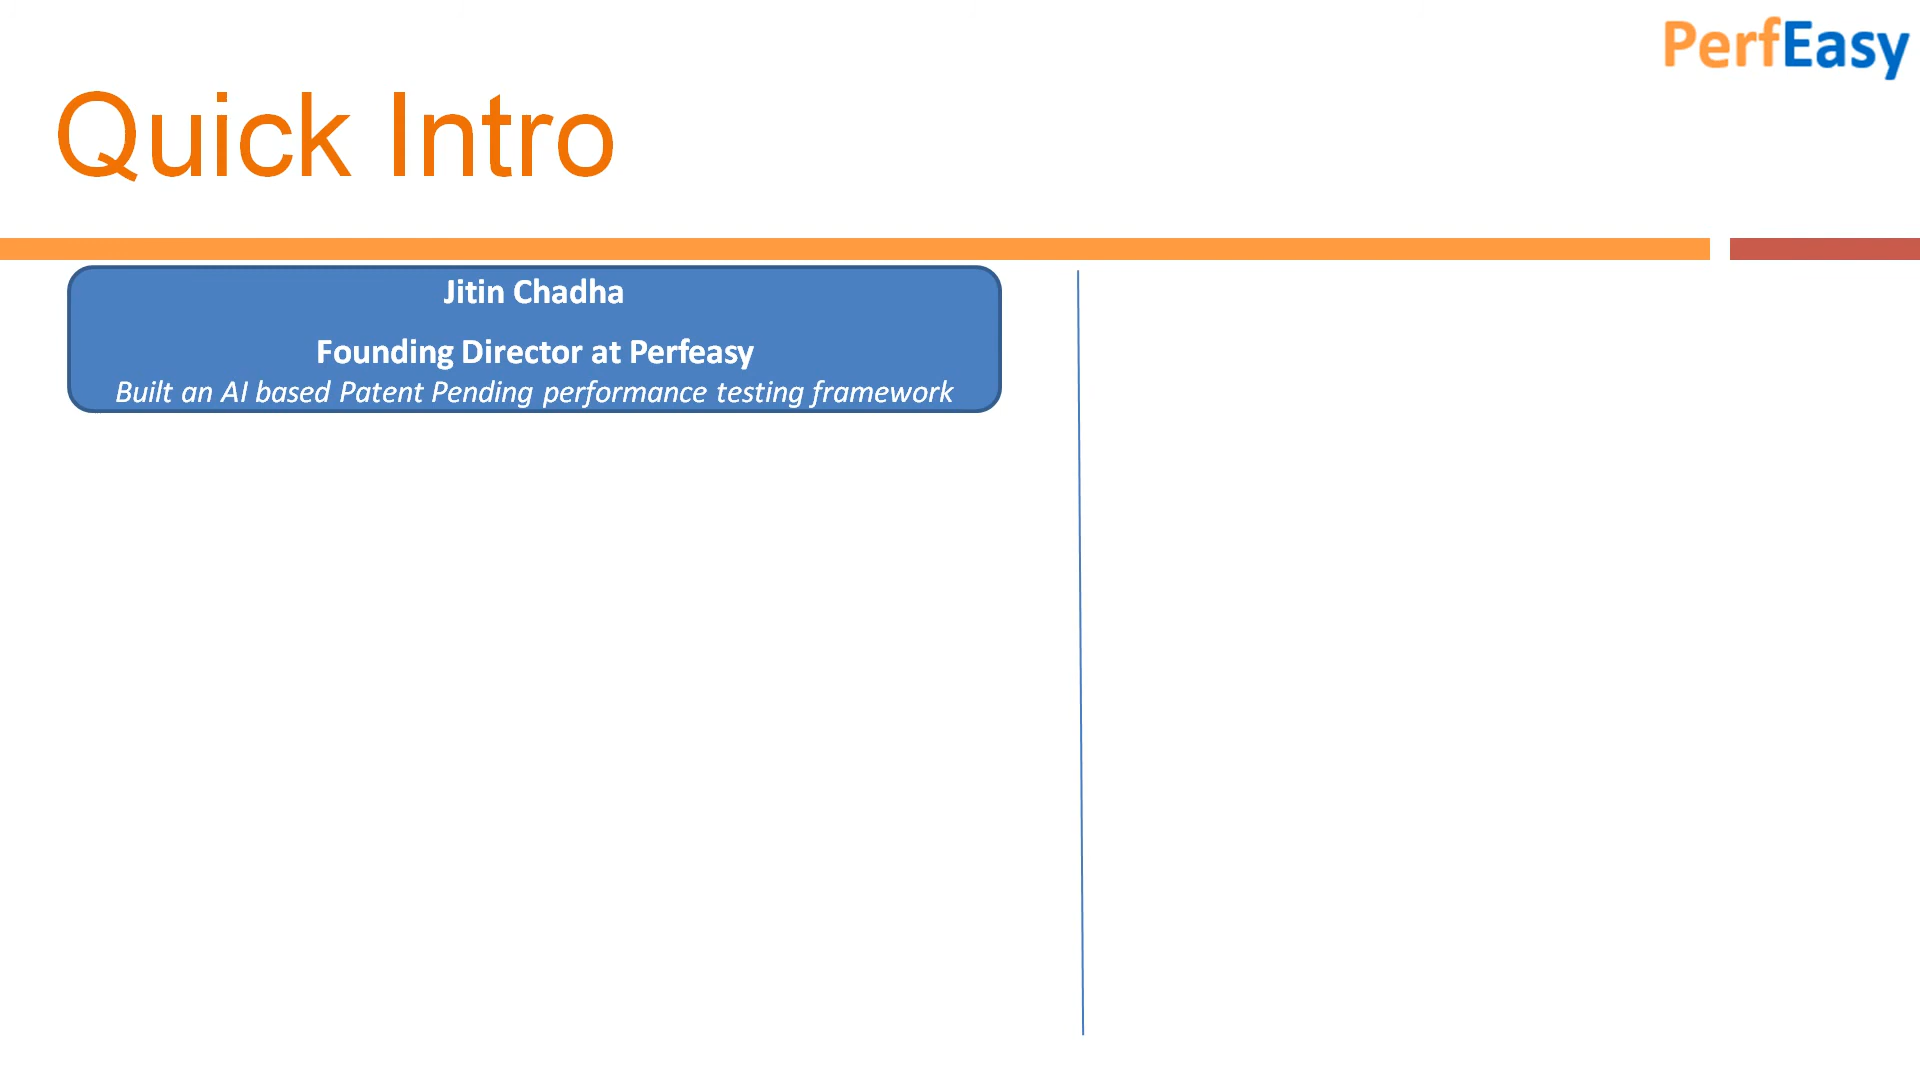 PerfEasy
Quick Intro
Jitin Chadha
Founding Director at Perfeasy
Built an AI based Patent Pending performance testing framework